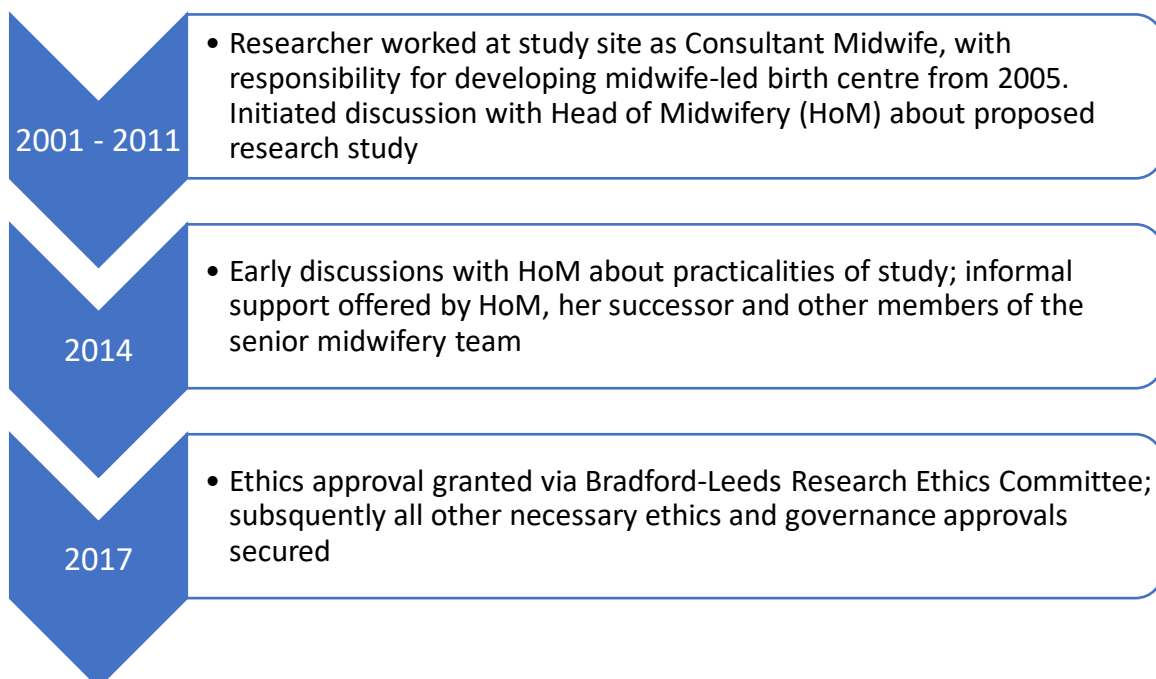 2001 - 2011
• Researcher worked at study site as Consultant Midwife, with
responsibility for developing midwife-led birth centre from 2005.
Initiated discussion with Head of Midwifery (HoM) about proposed
research study
2014
• Early discussions with HoM about practicalities of study; informal
support offered by HoM, her successor and other members of the
senior midwifery team
2017
• Ethics approval granted via Bradford-Leeds Research Ethics Committee;
subsquently all other necessary ethics and governance approvals
secured